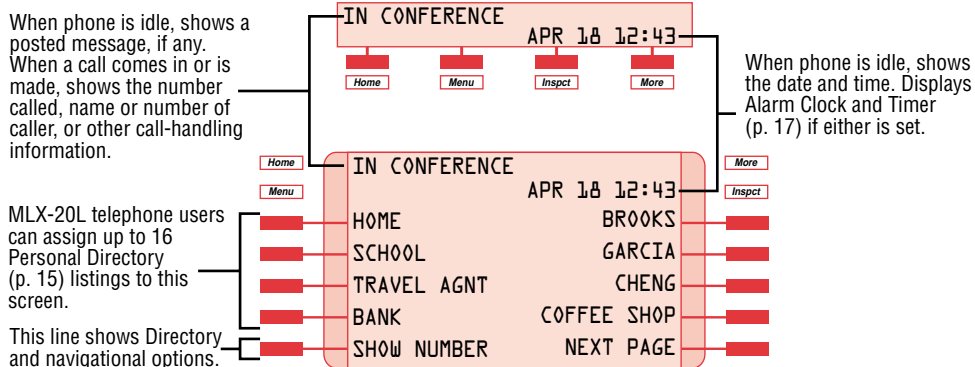 When phone is idle, shows a
posted message, if any.
When a call comes in or is
made, shows the number
called, name or number of
caller, or other call-handling
information.
IN CONFERENCE
APR 18 12:43
Home Menu Inspct More
When phone is idle, shows
the date and time. Displays
Alarm Clock and Timer
(p. 17) if either is set.
Home
Menu
MLX-20L telephone users
can assign up to 16
Personal Directory
(p. 15) listings to this
screen.
This line shows Directory
and navigational options.
IN CONFERENCE
APR 18 12:43
HOME BROOKS
SCHOOL GARCIA
TRAVEL AGNT CHENG
BANK COFFEE SHOP
SHOW NUMBER NEXT PAGE
More
Inspct